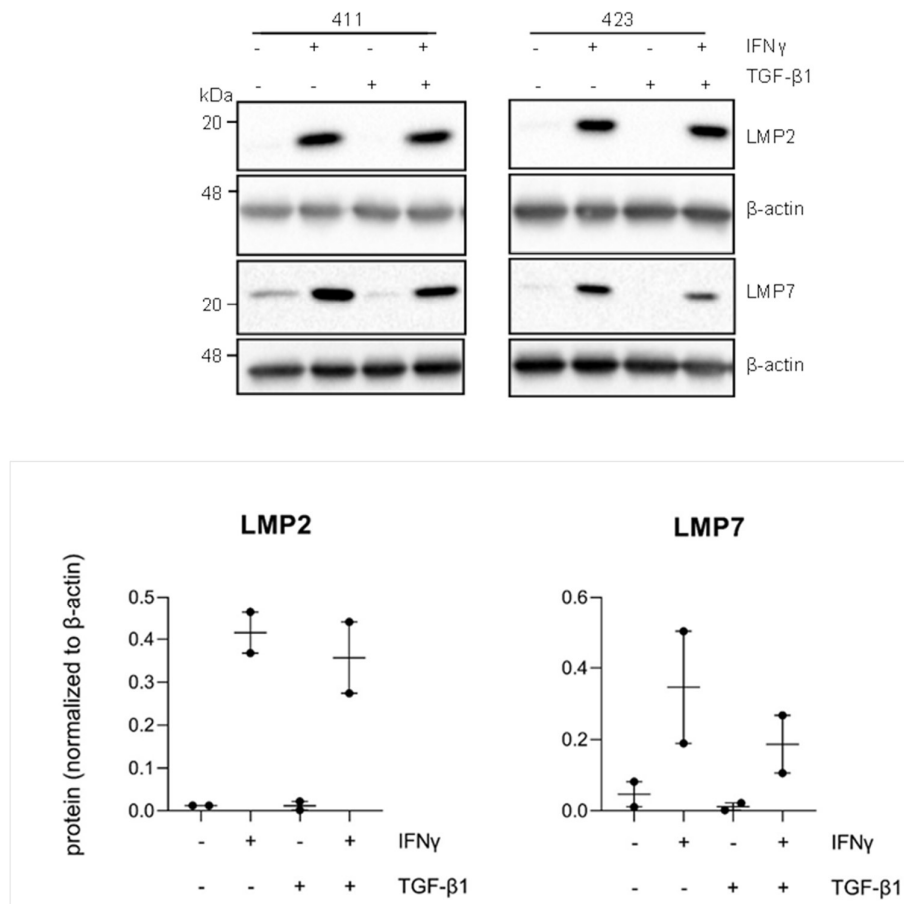 411 423
- + - + - + - + IFNγ
- - + + - - + + TGF-β1
kDa
20 LMP2
48 β-actin
20 LMP7
48 β-actin
LMP2 LMP7
protein (normalized to β-actin)
0.5 0.6
0.4
0.3 0.4
0.2 0.2
0.1
0.0 0.0
- + - + IFNγ - + - + IFNγ
- - + + TGF-β1 - - + + TGF-β1